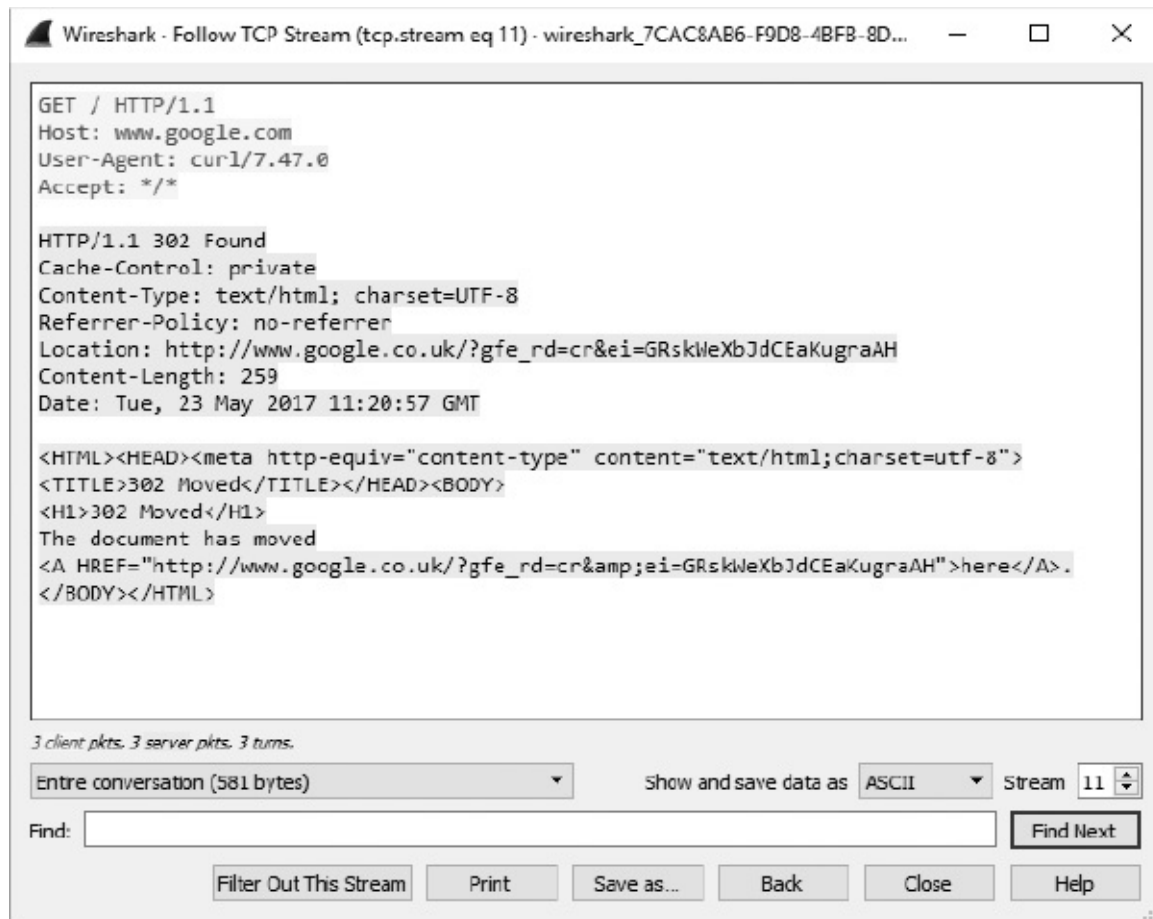 Wireshark - Follow TCP Stream (tcp.stream eq 11) - wireshark_7CAC8AB6-F9D8-4BFB-8D...
GET / HTTP/1.1
Host: www.google.com
User-Agent: curl/7.47.0
Accept: */*
HTTP/1.1 302 Found
Cache-Control: private
Content-Type: text/html; charset=UTF-8
Referrer-Policy: no-referrer
Location: http://www.google.co.uk/?gfe_rd=cr&ei=GRskWeXbJdCEaKugraAH
Content-Length: 259
Date: Tue, 23 May 2017 11:20:57 GMT
<HTML><HEAD><meta http-equiv="content-type" content="text/html;charset=utf-8">
<TITLE>302 Moved</TITLE></HEAD><BODY>
<H1>302 Moved</H1>
The document has moved
<A HREF="http://www.google.co.uk/?gfe_rd=cr&amp;ei=GRskWeXbJdCEaKugraAH">here</A>.
</BODY></HTML>
3 client pkts, 3 server pkts, 3 turns.
Entire conversation (581 bytes) Show and save data as ASCII Stream 11
Find: Find Next
Filter Out This Stream Print Save as... Back Close Help